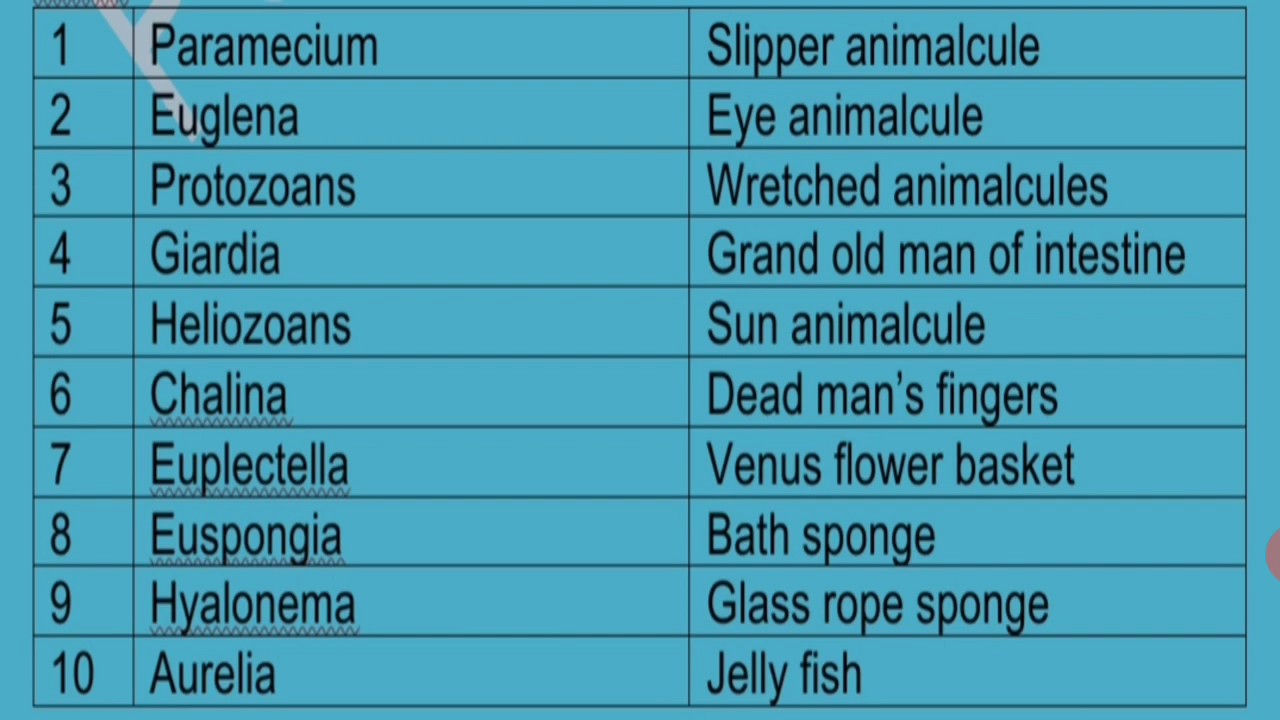 1 Paramecium Slipper animalcule
2 Euglena Eye animalcule
3 Protozoans Wretched animalcules
4 Giardia Grand old man of intestine
5 Heliozoans Sun animalcule
6 Chalina Dead man’s fingers
7 Euplectella Venus flower basket
8 Euspongia Bath sponge
9 Hyalonema Glass rope sponge
10 Aurelia Jelly fish